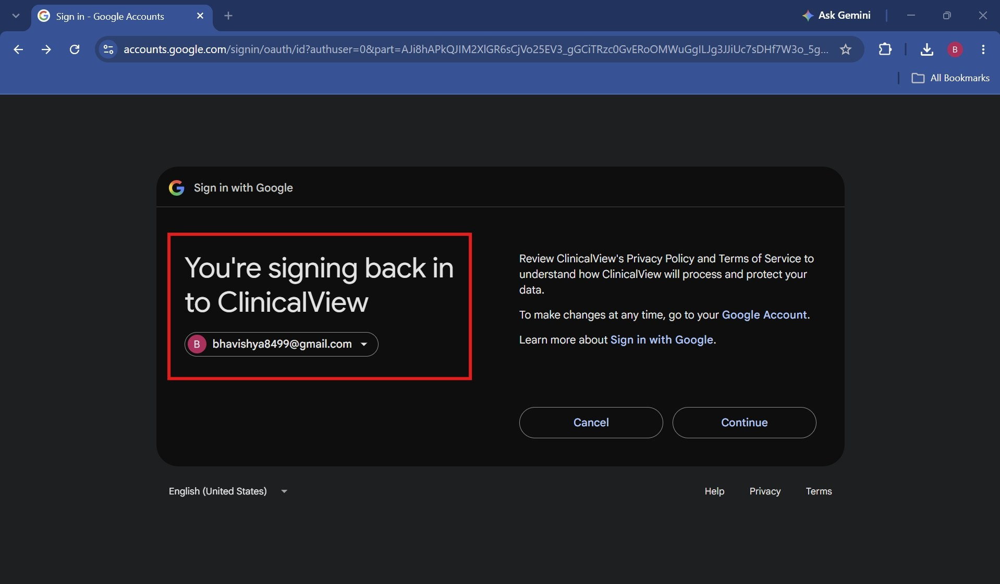 Sign in - Google Accounts
Ask Gemini
accounts.google.com/signin/oauth/id?authuser=0&part=AJi8hAPkQJIM2XlGR6sCjVo25EV3_gGCiTRzc0GvERoOMWuGgILJg3JJiUc7sDHf7W3o_5g...
B
All Bookmarks
Sign in with Google
You're signing back in
to ClinicalView
B bhavishya8499@gmail.com
Review ClinicalView's Privacy Policy and Terms of Service to
understand how ClinicalView will process and protect your
data.
To make changes at any time, go to your Google Account.
Learn more about Sign in with Google.
Cancel
Continue
English (United States)
Help
Privacy
Terms